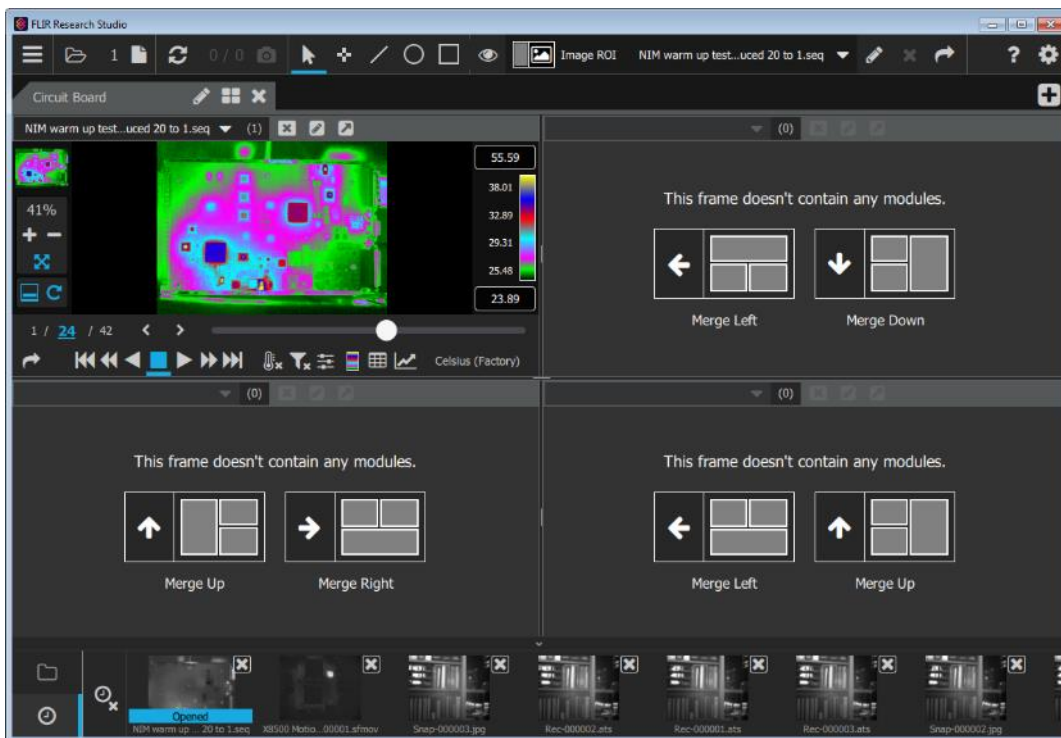 FLIR Research Studio
1
0 / 0
Image ROI
NIM warm up test...uced 20 to 1.seq
?
Circuit Board
NIM warm up test...uced 20 to 1.seq
(1)
41%
55.59
38.01
32.89
29.31
25.48
23.89
1 / 24 / 42
Celsius (Factory)
(0)
This frame doesn't contain any modules.
Merge Left
Merge Down
(0)
This frame doesn't contain any modules.
Merge Up
Merge Right
(0)
This frame doesn't contain any modules.
Merge Left
Merge Up
Opened
NIM warm up ... 20 to 1.seq
X8500 Motio...00001.sfmov
Snap-000003.jpg
Rec-000002.ats
Rec-000001.ats
Rec-000003.ats
Snap-000002.jpg